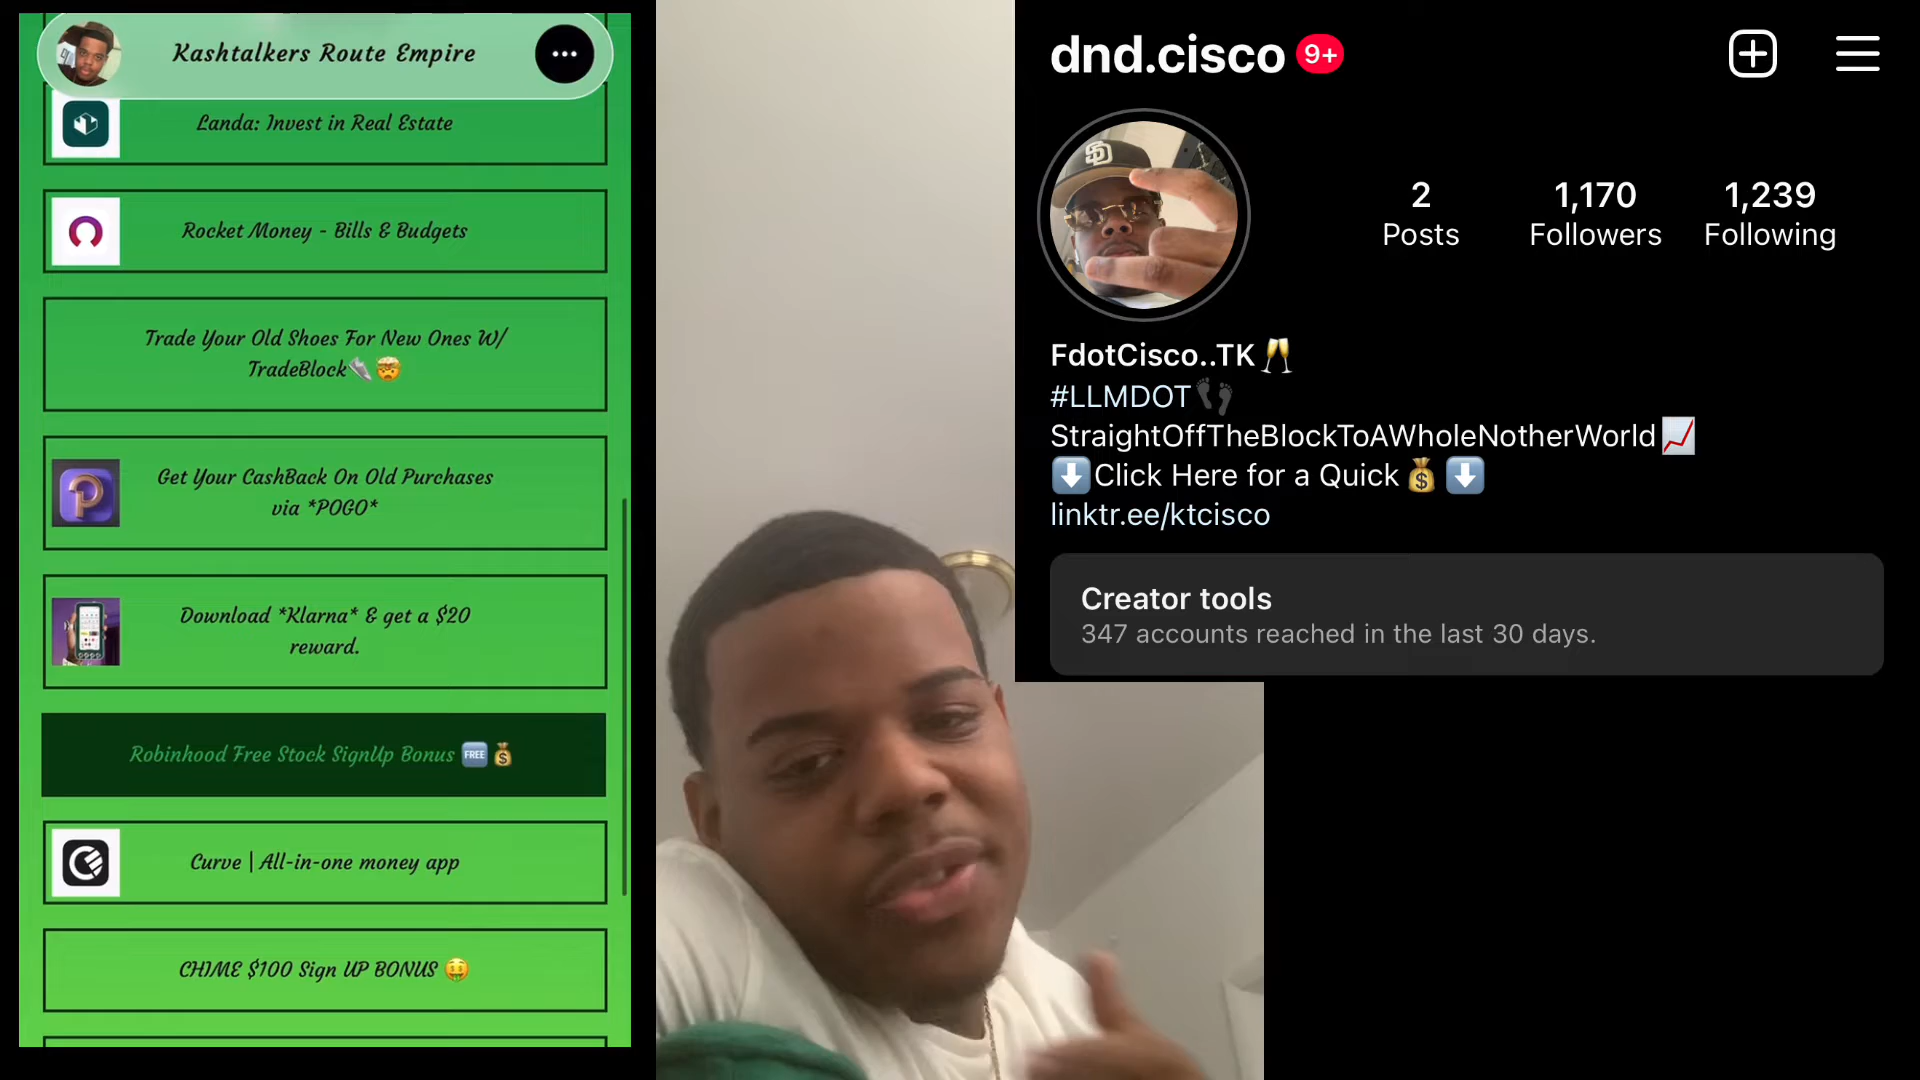 Kashtalkers Route Empire
Landa: Invest in Real Estate
Rocket Money - Bills & Budgets
Trade Your Old Shoes For New Ones W/
TradeBlock👟🤯
Get Your CashBack On Old Purchases
via *POGO*
Download *Klarna* & get a $20
reward.
Robinhood Free Stock SignUp Bonus 🆓💰
Curve | All-in-one money app
CHIME $100 Sign UP BONUS 🤑
dnd.cisco 9+
2
Posts
1,170
Followers
1,239
Following
FdotCisco..TK🥂
#LLMDOT👣
StraightOffTheBlockToAWholeNotherWorld📈
⬇️Click Here for a Quick💰⬇️
linktr.ee/ktcisco
Creator tools
347 accounts reached in the last 30 days.
SD